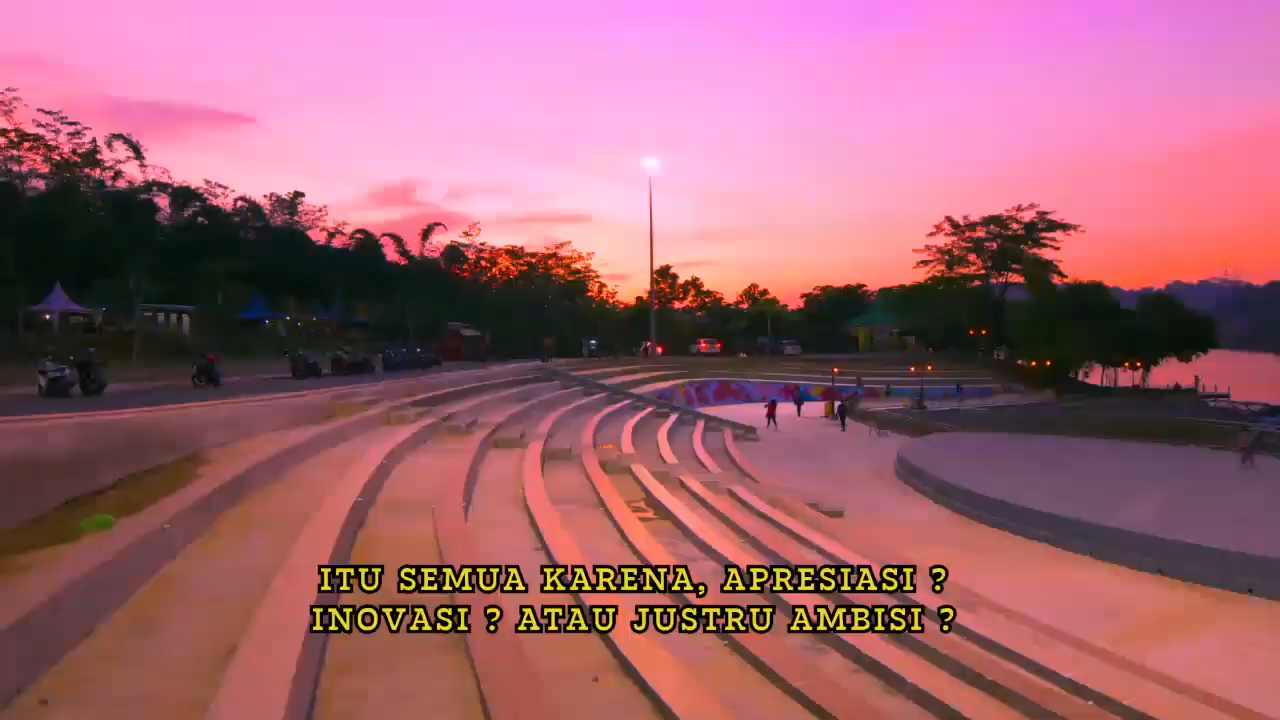 ITU SEMUA KARENA, APRESIASI ?
INOVASI ? ATAU JUSTRU AMBISI ?